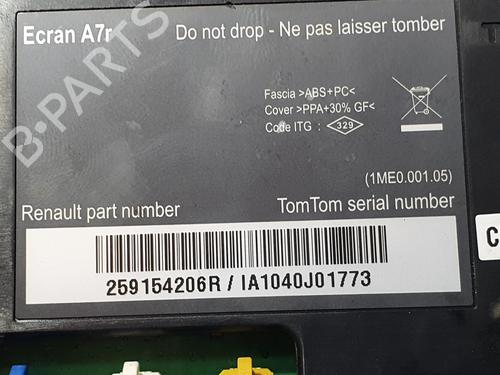 Ecran A7r
Do not drop - Ne pas laisser tomber
Fascia >ABS+PC<
Cover >PPA+30% GF<
Code ITG : 329
(1ME0.001.05)
Renault part number
TomTom serial number
259154206R / IA1040J01773
C
B-PARTS